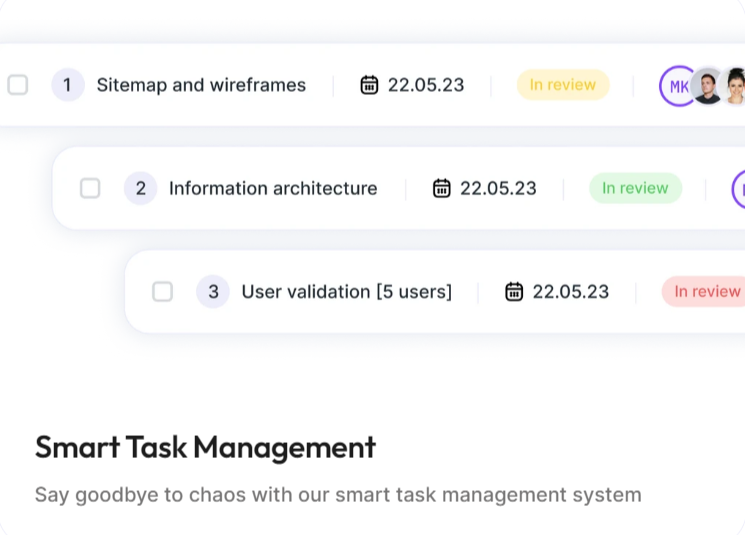 1 Sitemap and wireframes 22.05.23 In review MK
2 Information architecture 22.05.23 In review
3 User validation [5 users] 22.05.23 In review
Smart Task Management
Say goodbye to chaos with our smart task management system